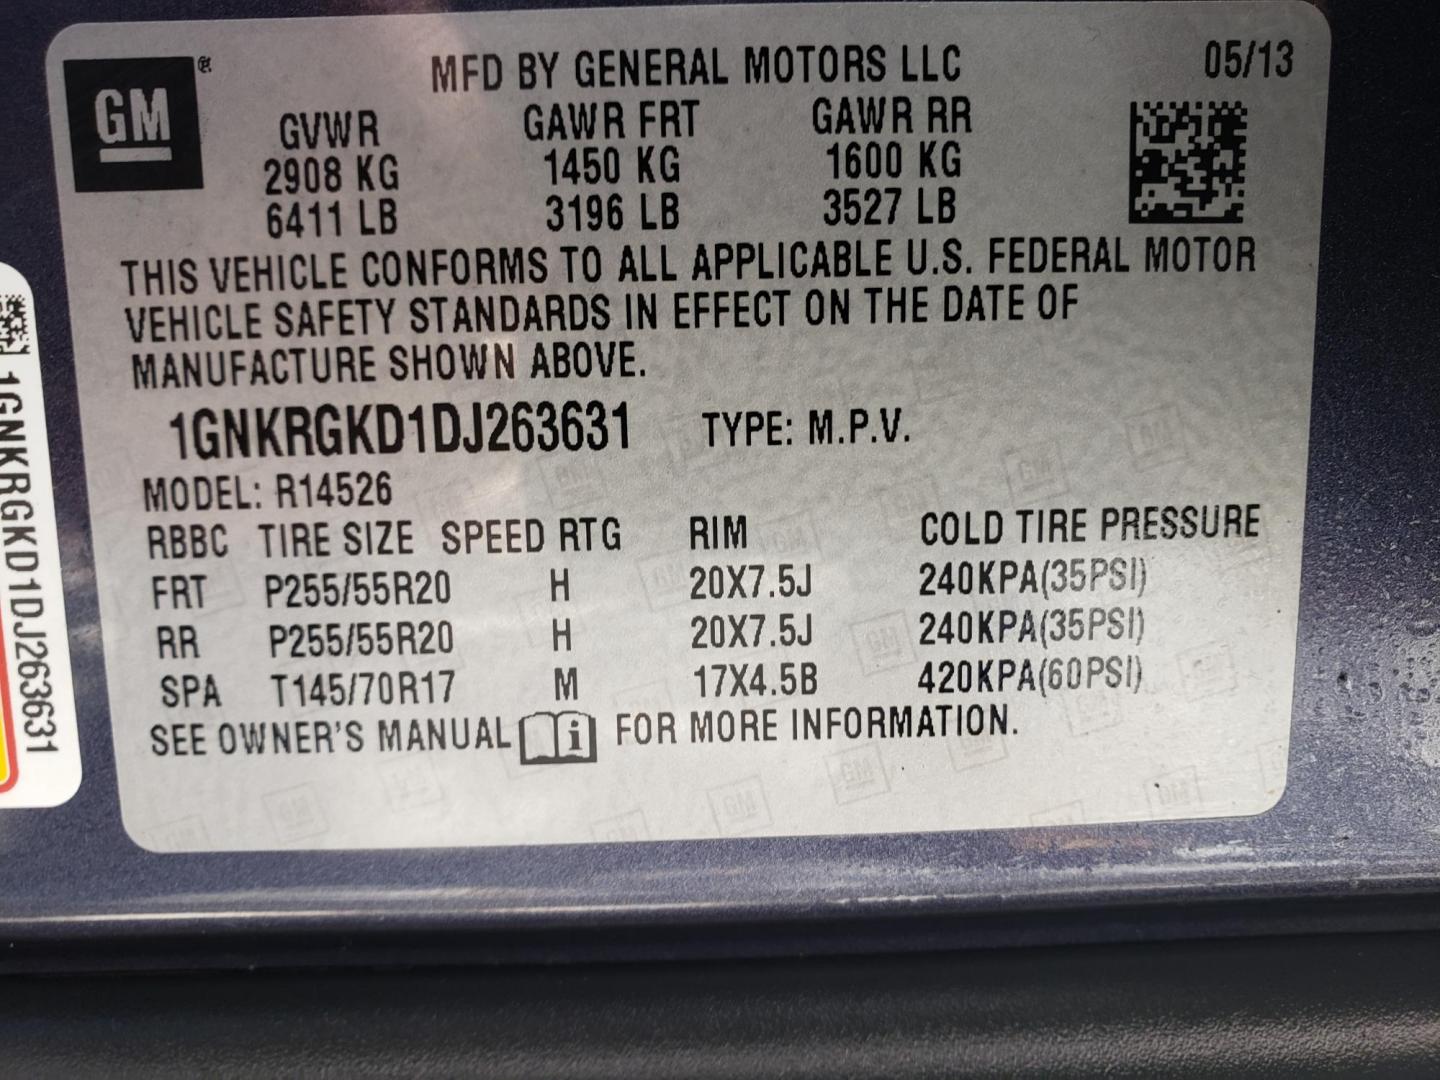 GM ®
MFD BY GENERAL MOTORS LLC 05/13
GVWR GAWR FRT GAWR RR
2908 KG 1450 KG 1600 KG
6411 LB 3196 LB 3527 LB
THIS VEHICLE CONFORMS TO ALL APPLICABLE U.S. FEDERAL MOTOR
VEHICLE SAFETY STANDARDS IN EFFECT ON THE DATE OF
MANUFACTURE SHOWN ABOVE.
1GNKRGKD1DJ263631 TYPE: M.P.V.
MODEL: R14526
RBBC TIRE SIZE SPEED RTG RIM COLD TIRE PRESSURE
FRT P255/55R20 H 20X7.5J 240KPA(35PSI)
RR P255/55R20 H 20X7.5J 240KPA(35PSI)
SPA T145/70R17 M 17X4.5B 420KPA(60PSI)
SEE OWNER'S MANUAL i FOR MORE INFORMATION.
1GNKRGKD1DJ263631